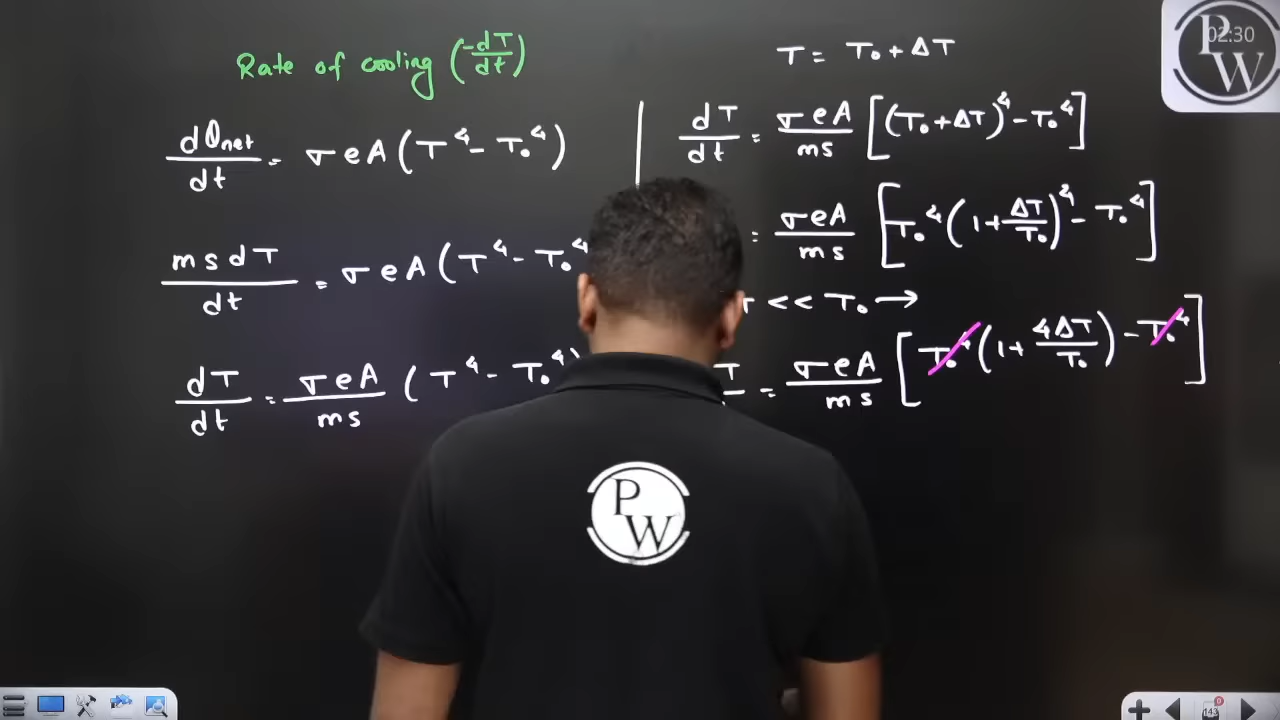 Rate of cooling (-dT/dt)
dQnet/dt = σeA(T⁴ - T₀⁴)
msdT/dt = σeA(T⁴ - T₀⁴
dT/dt = σeA/ms (T⁴ - T₀⁴)
T = T₀ + ΔT
dT/dt = σeA/ms [(T₀+ΔT)⁴ - T₀⁴]
= σeA/ms [T₀⁴(1+ΔT/T₀)⁴ - T₀⁴]
<< T₀ →
= σeA/ms [T₀⁴(1+4ΔT/T₀) - T₀⁴]
PW
02:30
PW
143